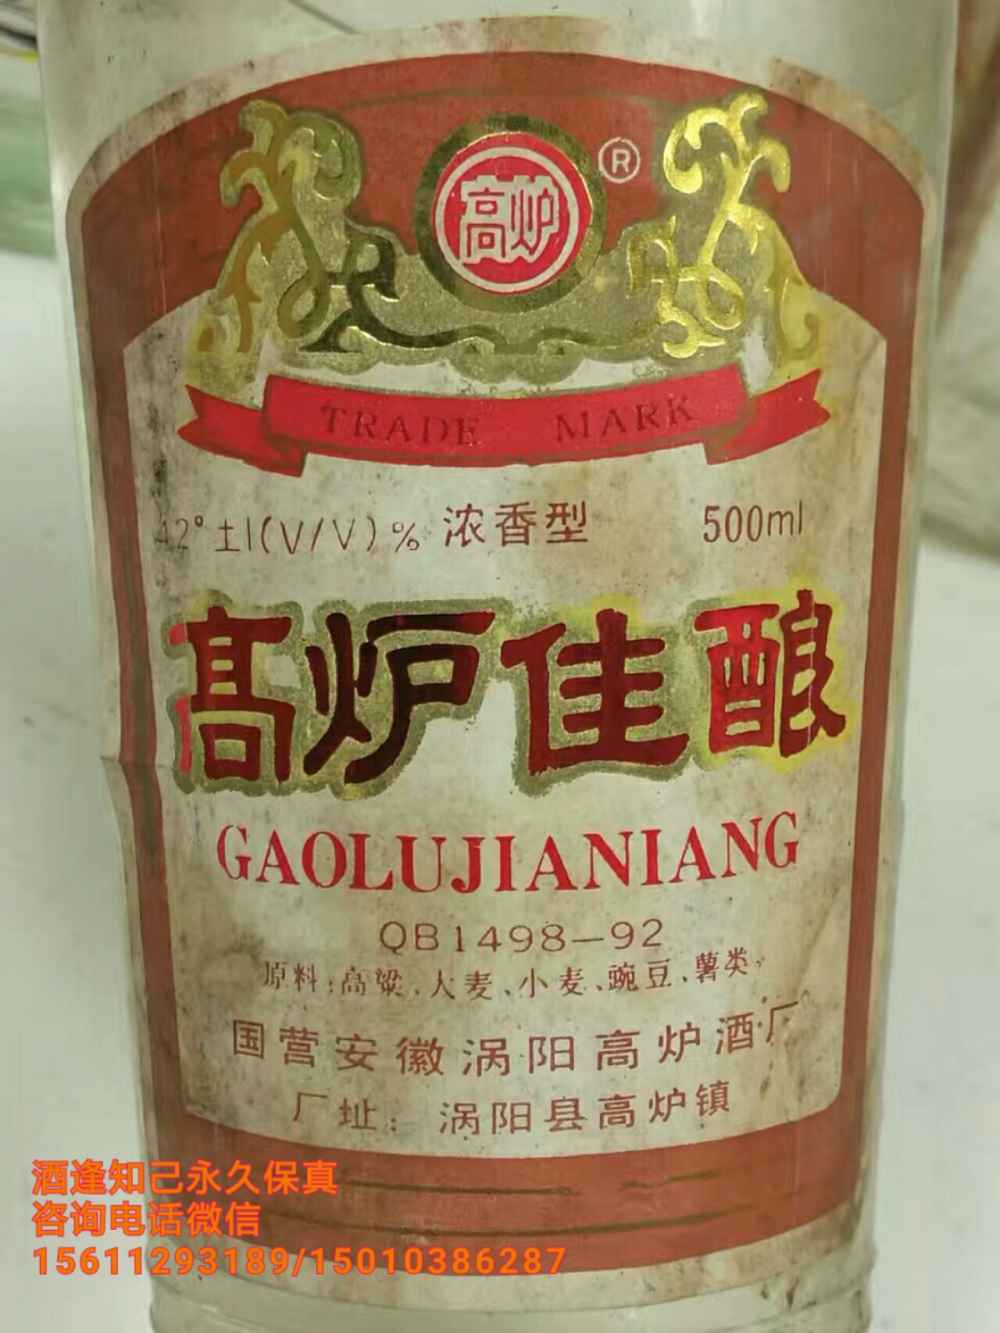 高炉
®
TRADE MARK
42°±1(V/V)% 浓香型 500ml
高炉佳酿
GAOLUJIANIANG
QB1498-92
原料:高粱、大麦、小麦、豌豆、薯类。
国营安徽涡阳高炉酒厂
厂址：涡阳县高炉镇
酒逢知己永久保真
咨询电话微信
15611293189/15010386287